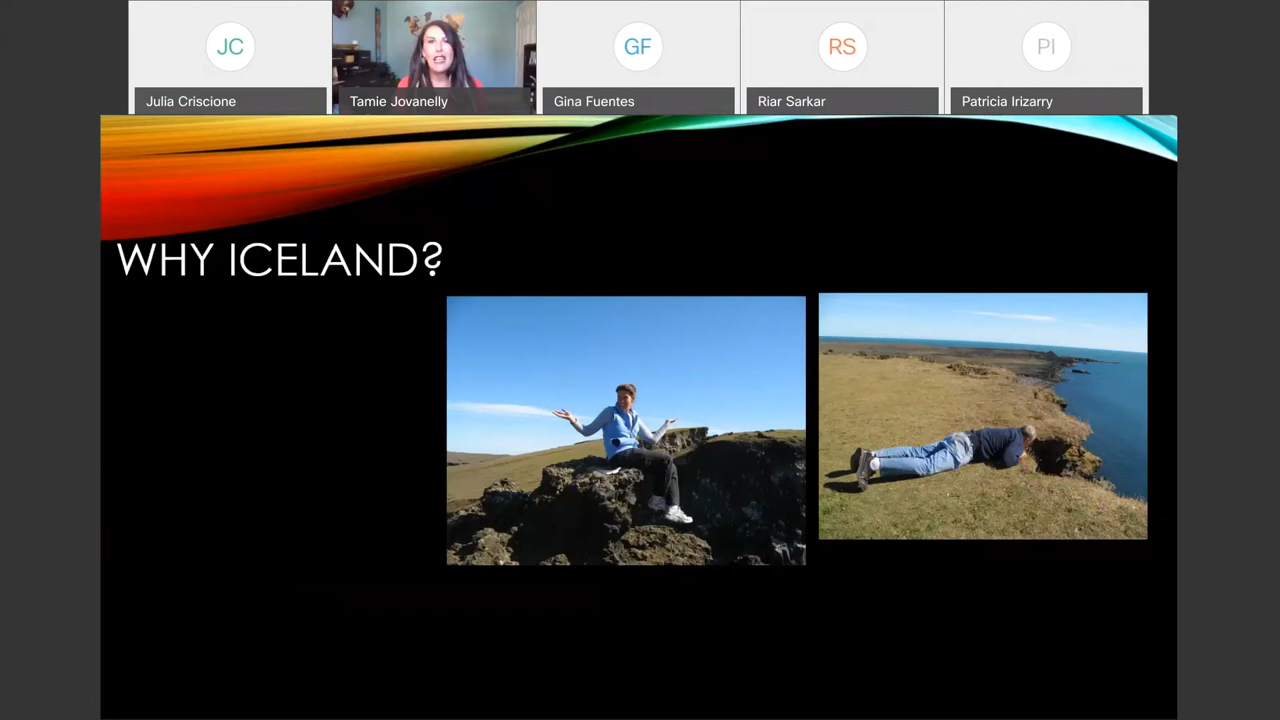 JC
GF
RS
PI
Julia Criscione
Tamie Jovanelly
Gina Fuentes
Riar Sarkar
Patricia Irizarry
WHY ICELAND?